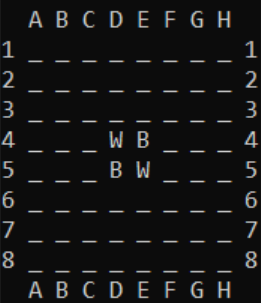 A B C D E F G H
1 _ _ _ _ _ _ _ _ 1
2 _ _ _ _ _ _ _ _ 2
3 _ _ _ _ _ _ _ _ 3
4 _ _ _ W B _ _ _ 4
5 _ _ _ B W _ _ _ 5
6 _ _ _ _ _ _ _ _ 6
7 _ _ _ _ _ _ _ _ 7
8 _ _ _ _ _ _ _ _ 8
A B C D E F G H